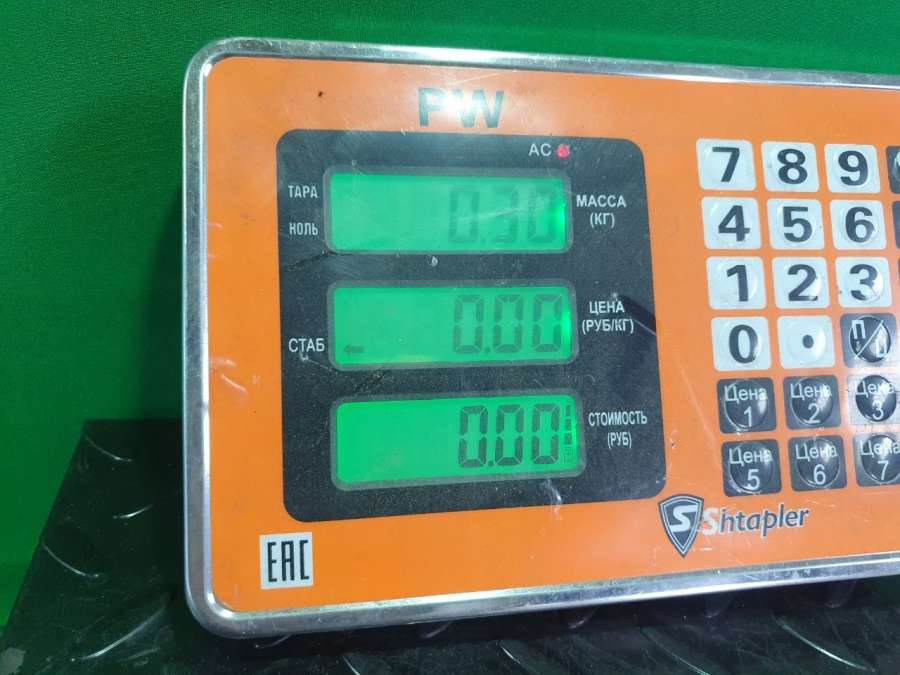 PW
AC
ТАРА
НОЛЬ
0.30
МАССА
(КГ)
СТАБ
0.00
ЦЕНА
(РУБ/КГ)
0.00
СТОИМОСТЬ
(РУБ)
7 8 9
4 5 6
1 2 3
0 .
Цена 1
Цена 2
Цена 3
Цена 5
Цена 6
Цена 7
S Shtapler
EAC